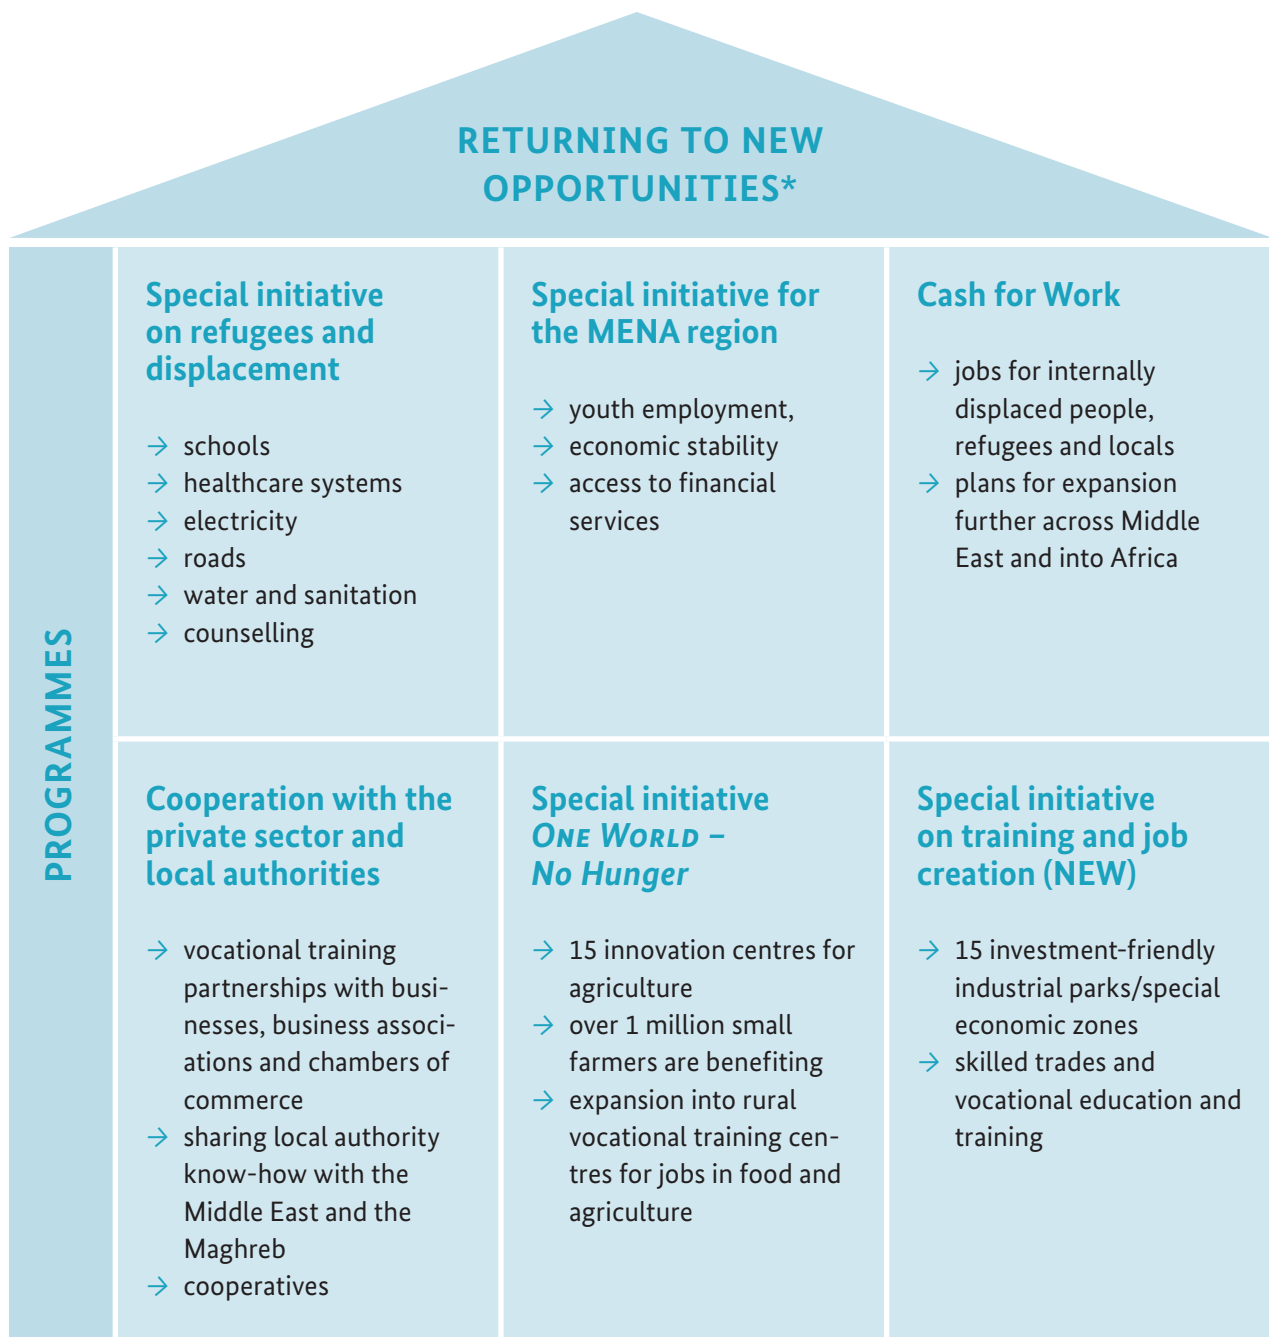 RETURNING TO NEW
OPPORTUNITIES*
PROGRAMMES
Special initiative
on refugees and
displacement
→ schools
→ healthcare systems
→ electricity
→ roads
→ water and sanitation
→ counselling
Special initiative for
the MENA region
→ youth employment,
→ economic stability
→ access to financial
services
Cash for Work
→ jobs for internally
displaced people,
refugees and locals
→ plans for expansion
further across Middle
East and into Africa
Cooperation with the
private sector and
local authorities
→ vocational training
partnerships with busi-
nesses, business associ-
ations and chambers of
commerce
→ sharing local authority
know-how with the
Middle East and the
Maghreb
→ cooperatives
Special initiative
ONE WORLD –
No Hunger
→ 15 innovation centres for
agriculture
→ over 1 million small
farmers are benefiting
→ expansion into rural
vocational training cen-
tres for jobs in food and
agriculture
Special initiative
on training and job
creation (NEW)
→ 15 investment-friendly
industrial parks/special
economic zones
→ skilled trades and
vocational education and
training